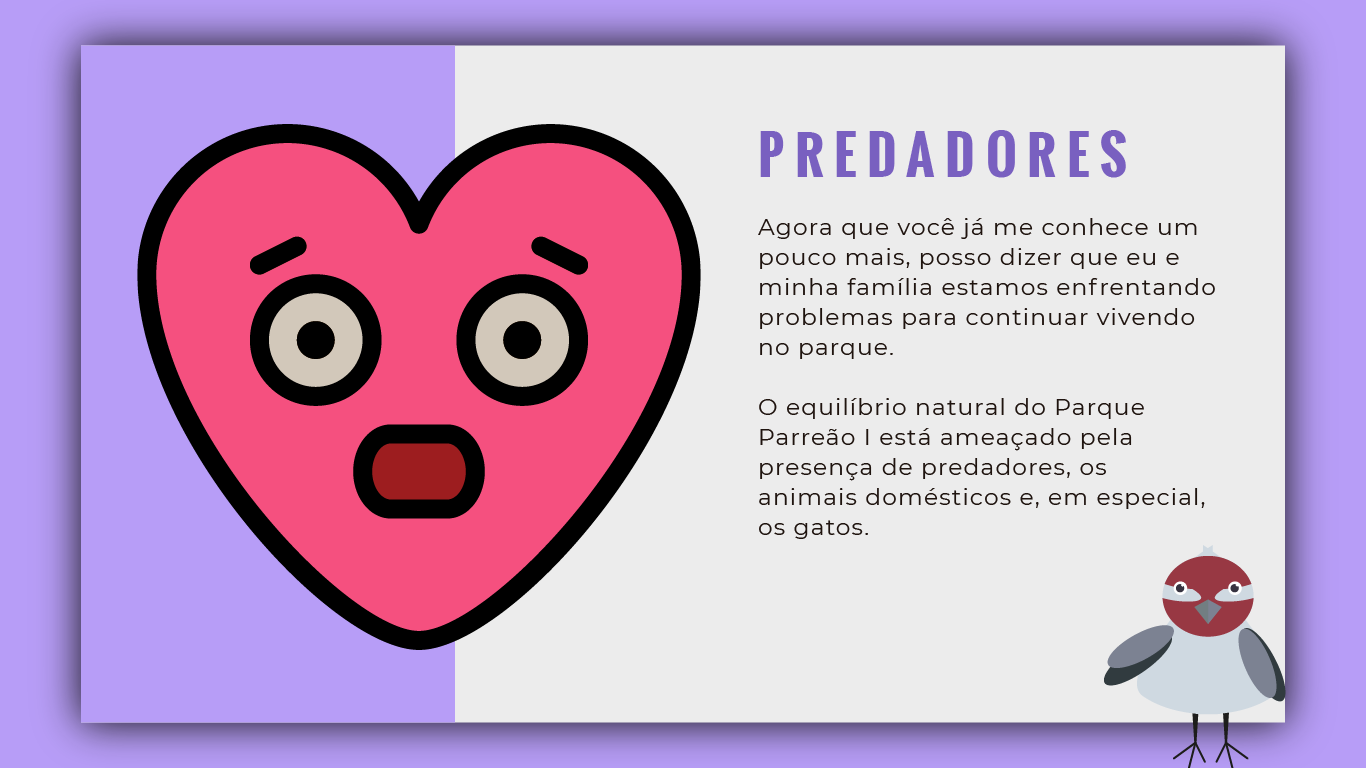 PREDADORES
Agora que você já me conhece um
pouco mais, posso dizer que eu e
minha família estamos enfrentando
problemas para continuar vivendo
no parque.
O equilíbrio natural do Parque
Parreão I está ameaçado pela
presença de predadores, os
animais domésticos e, em especial,
os gatos.